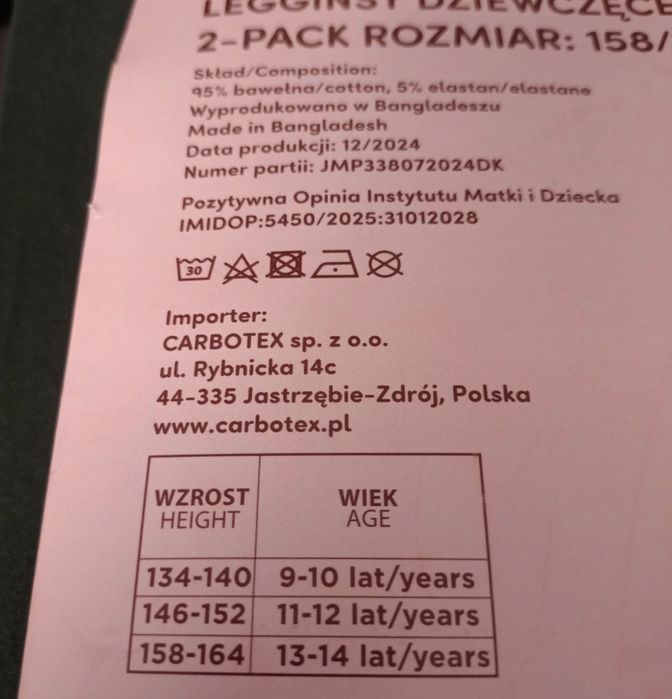 LEGGINSY DZIEWCZĘCE
2-PACK ROZMIAR: 158/
Skład/Composition:
95% bawełna/cotton, 5% elastan/elastane
Wyprodukowano w Bangladeszu
Made in Bangladesh
Data produkcji: 12/2024
Numer partii: JMP338072024DK
Pozytywna Opinia Instytutu Matki i Dziecka
IMIDOP:5450/2025:31012028
30
Importer:
CARBOTEX sp. z o.o.
ul. Rybnicka 14c
44-335 Jastrzębie-Zdrój, Polska
www.carbotex.pl
WZROST WIEK
HEIGHT AGE
134-140 9-10 lat/years
146-152 11-12 lat/years
158-164 13-14 lat/years